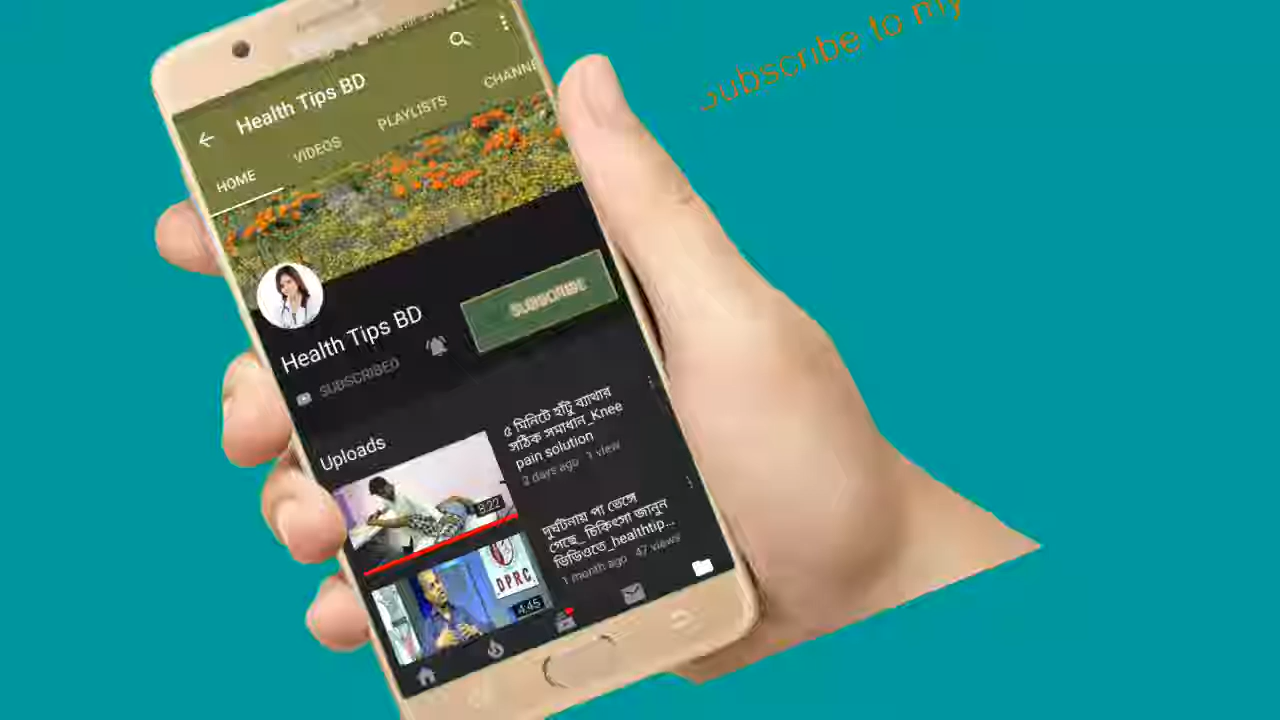 Subscribe to my
Health Tips BD
HOME
VIDEOS
PLAYLISTS
CHANNE
Health Tips BD
SUBSCRIBED
SUBSCRIBE
Uploads
8:22
৫ মিনিটে হাঁটু ব্যাথার
সঠিক সমাধান_Knee
pain solution
3 days ago 1 view
4:45
DPRC
দুর্ঘটনায় পা ভেঙ্গে
গেছে_ চিকিৎসা জানুন
ভিডিওতে_healthtip...
1 month ago 47 views